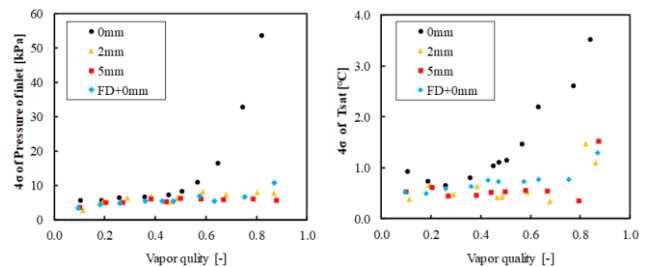 60
50
40
30
20
10
0
4σ of Pressure of inlet [kPa]
0mm
2mm
5mm
FD+0mm
0.0 0.2 0.4 0.6 0.8 1.0
Vapor qulity [-]
4.0
3.0
2.0
1.0
0.0
4σ of Tsat [°C]
0mm
2mm
5mm
FD+0mm
0.0 0.2 0.4 0.6 0.8 1.0
Vapor quality [-]